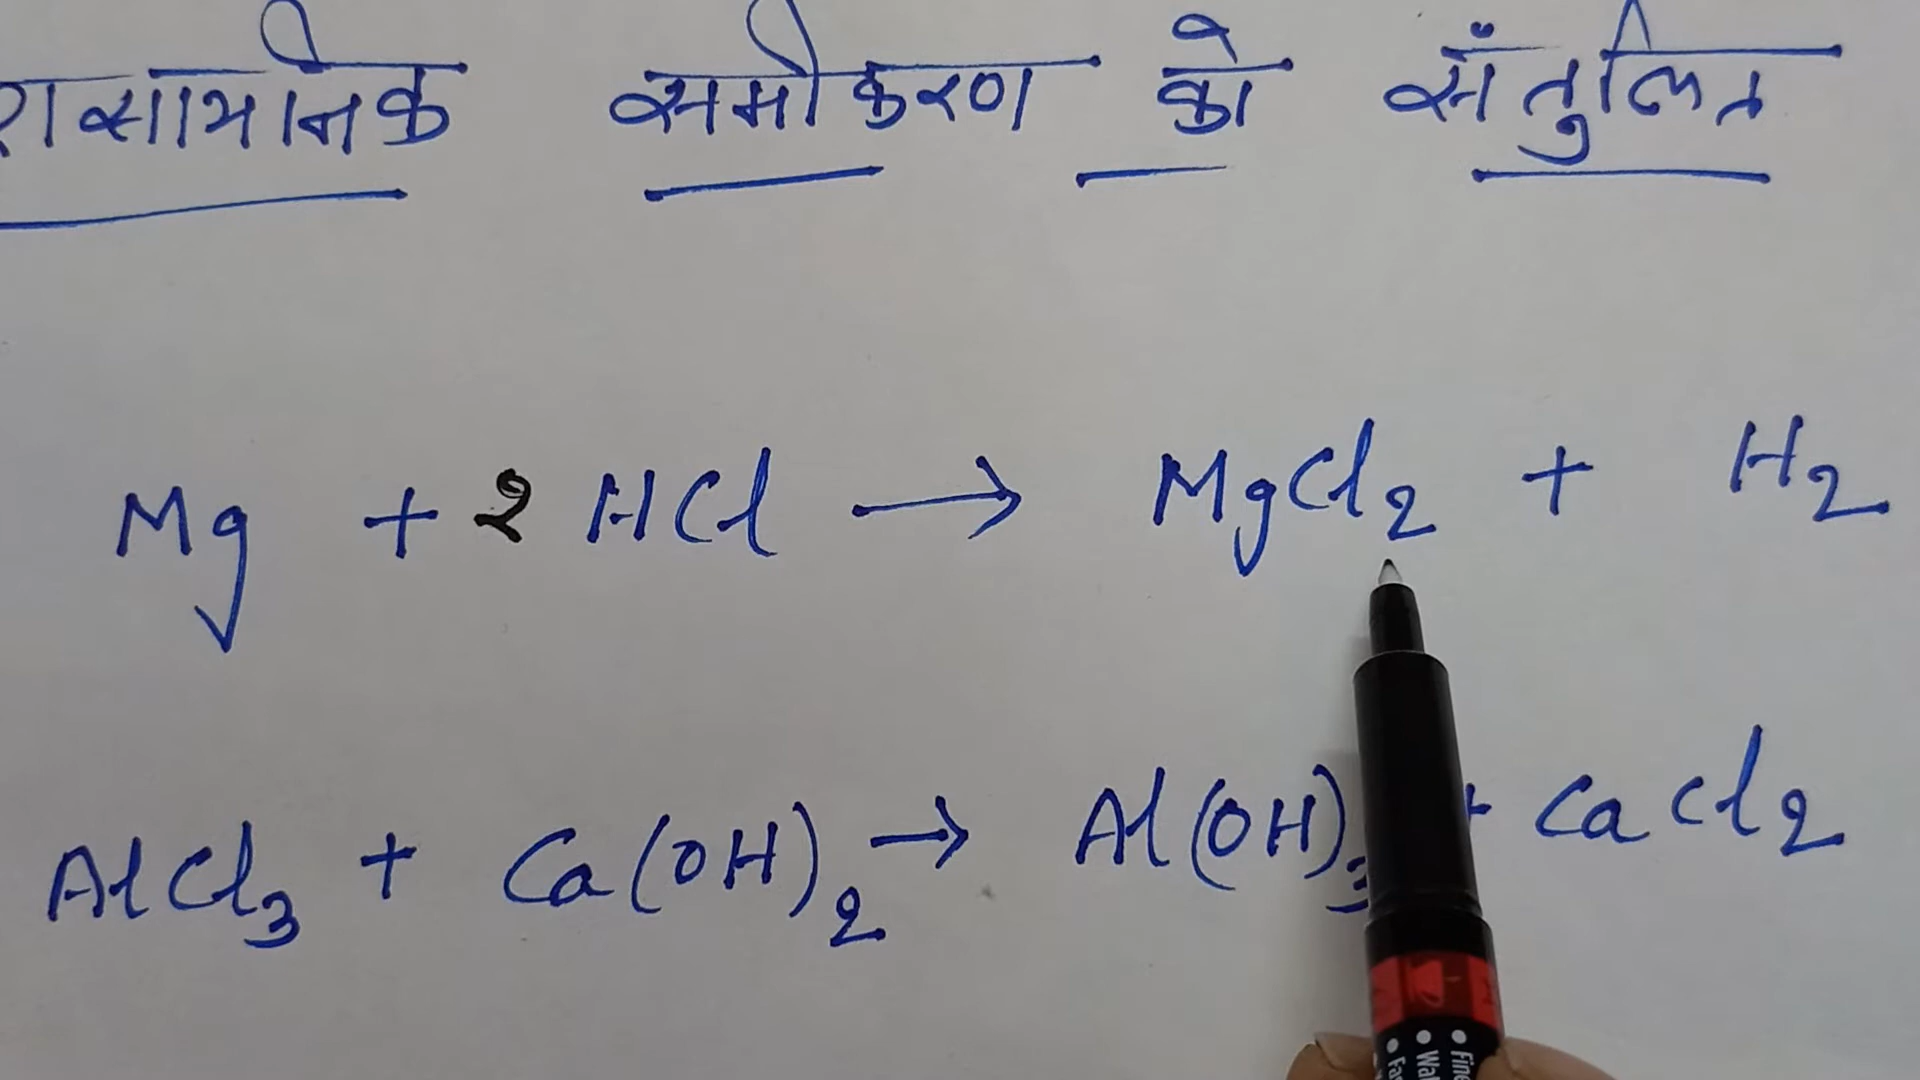 रासायनिक समीकरण को संतुलित
Mg + 2 HCl → MgCl₂ + H₂
AlCl₃ + Ca(OH)₂ → Al(OH)₃ + CaCl₂